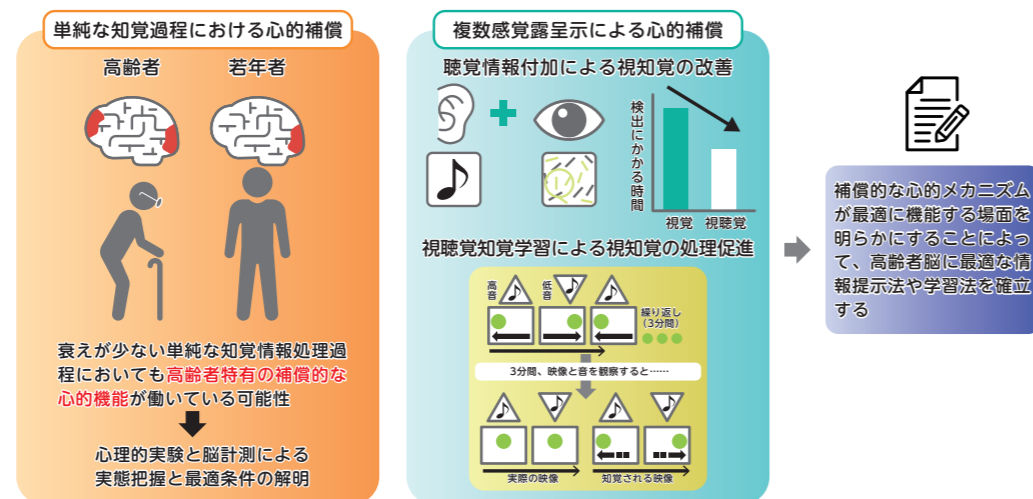 単純な知覚過程における心的補償
高齢者
若年者
衰えが少ない単純な知覚情報処理過
程においても高齢者特有の補償的な
心的機能が働いている可能性
心理的実験と脳計測による
実態把握と最適条件の解明
複数感覚露呈示による心的補償
聴覚情報付加による視知覚の改善
検出にかかる時間
視覚
視聴覚
視聴覚知覚学習による視知覚の処理促進
高音
低音
繰り返し
(3分間)
3分間、映像と音を観察すると……
実際の映像
知覚される映像
補償的な心的メカニズム
が最適に機能する場面を
明らかにすることによっ
て、高齢者脳に最適な情
報提示法や学習法を確立
する